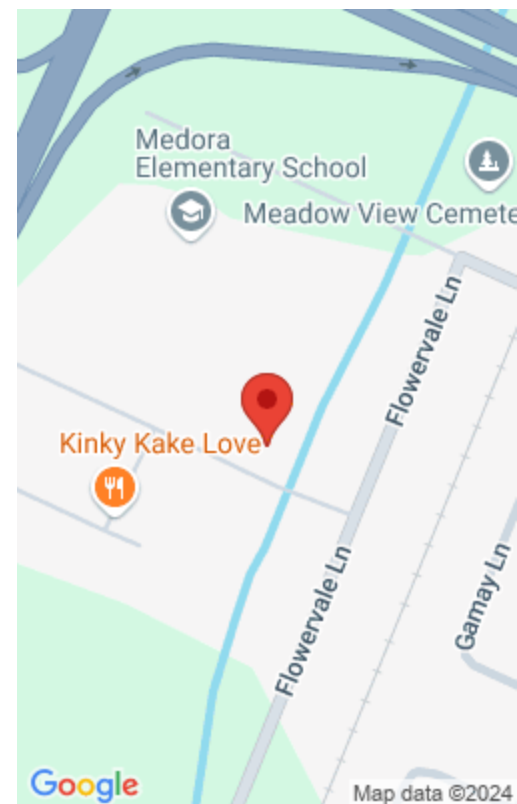 Medora
Elementary School
Meadow View Cemete
Flowervale Ln
Kinky Kake Love
Flowervale Ln
Gamay Ln
Google
Map data ©2024